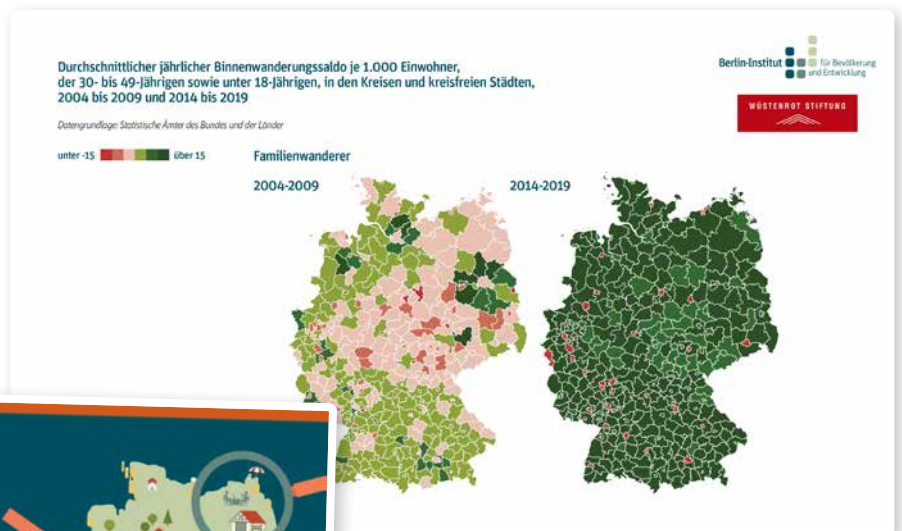 Durchschnittlicher jährlicher Binnenwanderungssaldo je 1.000 Einwohner,
der 30- bis 49-Jährigen sowie unter 18-Jährigen, in den Kreisen und kreisfreien Städten,
2004 bis 2009 und 2014 bis 2019
Datengrundlage: Statistische Ämter des Bundes und der Länder
Berlin-Institut
für Bevölkerung
und Entwicklung
WÜSTENROT STIFTUNG
unter -15
über 15
Familienwanderer
2004-2009
2014-2019